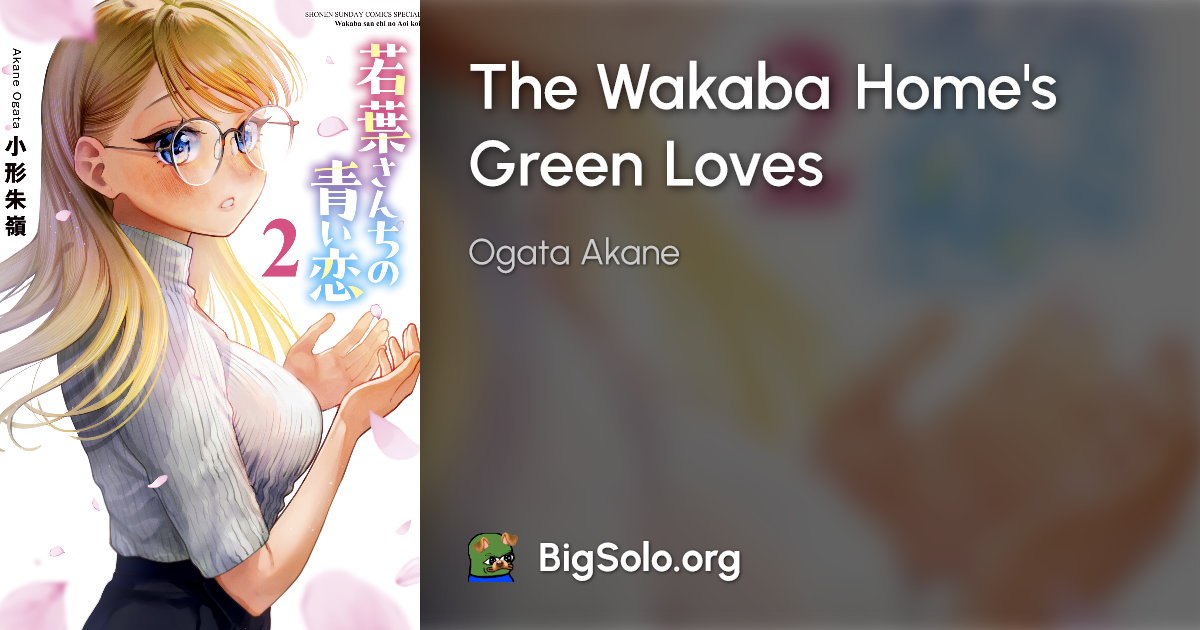 SHONEN SUNDAY COMICS SPECIAL
Wakaba san chi no Aoi koi
若葉さんちの
青い恋
2
Akane Ogata
小形朱嶺
The Wakaba Home's
Green Loves
Ogata Akane
BigSolo.org